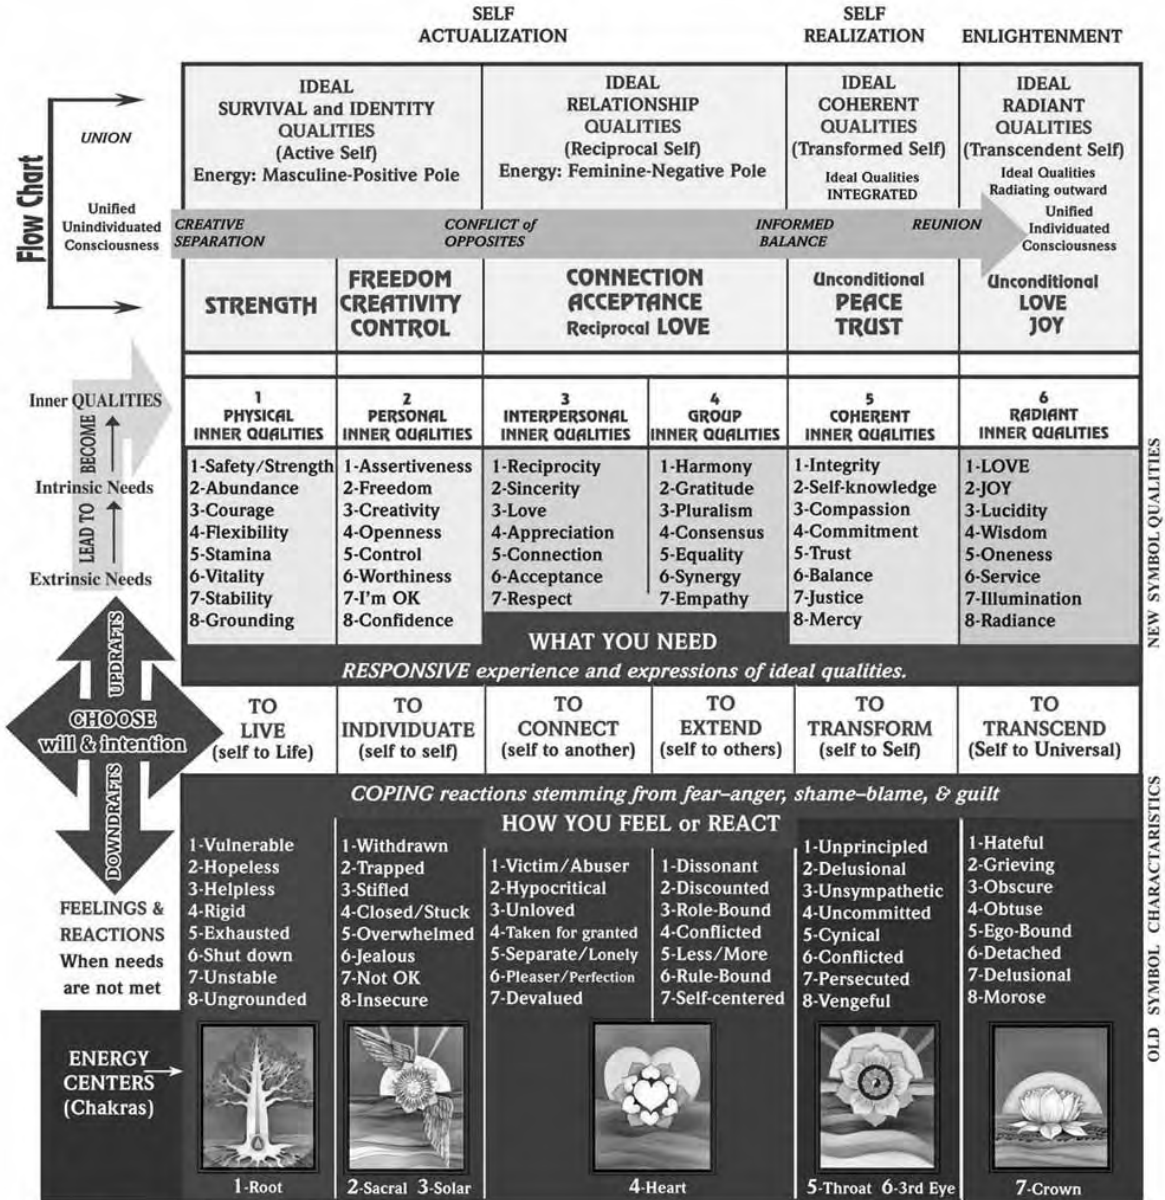 SELF
ACTUALIZATION
SELF
REALIZATION
ENLIGHTENMENT
Flow Chart
UNION
Unified
Unindividuated
Consciousness
IDEAL
SURVIVAL and IDENTITY
QUALITIES
(Active Self)
Energy: Masculine-Positive Pole
IDEAL
RELATIONSHIP
QUALITIES
(Reciprocal Self)
Energy: Feminine-Negative Pole
IDEAL
COHERENT
QUALITIES
(Transformed Self)
Ideal Qualities
INTEGRATED
IDEAL
RADIANT
QUALITIES
(Transcendent Self)
Ideal Qualities
Radiating outward
CREATIVE
SEPARATION
CONFLICT of
OPPOSITES
INFORMED
BALANCE
REUNION
Unified
Individuated
Consciousness
STRENGTH
FREEDOM
CREATIVITY
CONTROL
CONNECTION
ACCEPTANCE
Reciprocal LOVE
Unconditional
PEACE
TRUST
Unconditional
LOVE
JOY
Inner QUALITIES
BECOME
Intrinsic Needs
LEAD TO
Extrinsic Needs
1
PHYSICAL
INNER QUALITIES
2
PERSONAL
INNER QUALITIES
3
INTERPERSONAL
INNER QUALITIES
4
GROUP
INNER QUALITIES
5
COHERENT
INNER QUALITIES
6
RADIANT
INNER QUALITIES
1-Safety/Strength
2-Abundance
3-Courage
4-Flexibility
5-Stamina
6-Vitality
7-Stability
8-Grounding
1-Assertiveness
2-Freedom
3-Creativity
4-Openness
5-Control
6-Worthiness
7-I'm OK
8-Confidence
1-Reciprocity
2-Sincerity
3-Love
4-Appreciation
5-Connection
6-Acceptance
7-Respect
1-Harmony
2-Gratitude
3-Pluralism
4-Consensus
5-Equality
6-Synergy
7-Empathy
1-Integrity
2-Self-knowledge
3-Compassion
4-Commitment
5-Trust
6-Balance
7-Justice
8-Mercy
1-LOVE
2-JOY
3-Lucidity
4-Wisdom
5-Oneness
6-Service
7-Illumination
8-Radiance
NEW SYMBOL QUALITIES
WHAT YOU NEED
RESPONSIVE experience and expressions of ideal qualities.
UPDRAFTS
CHOOSE
will & intention
DOWNDRAFTS
TO
LIVE
(self to Life)
TO
INDIVIDUATE
(self to self)
TO
CONNECT
(self to another)
TO
EXTEND
(self to others)
TO
TRANSFORM
(self to Self)
TO
TRANSCEND
(Self to Universal)
COPING reactions stemming from fear–anger, shame–blame, & guilt
HOW YOU FEEL or REACT
FEELINGS &
REACTIONS
When needs
are not met
1-Vulnerable
2-Hopeless
3-Helpless
4-Rigid
5-Exhausted
6-Shut down
7-Unstable
8-Ungrounded
1-Withdrawn
2-Trapped
3-Stifled
4-Closed/Stuck
5-Overwhelmed
6-Jealous
7-Not OK
8-Insecure
1-Victim/Abuser
2-Hypocritical
3-Unloved
4-Taken for granted
5-Separate/Lonely
6-Pleaser/Perfection
7-Devalued
1-Dissonant
2-Discounted
3-Role-Bound
4-Conflicted
5-Less/More
6-Rule-Bound
7-Self-centered
1-Unprincipled
2-Delusional
3-Unsympathetic
4-Uncommitted
5-Cynical
6-Conflicted
7-Persecuted
8-Vengeful
1-Hateful
2-Grieving
3-Obscure
4-Obtuse
5-Ego-Bound
6-Detached
7-Delusional
8-Morose
OLD SYMBOL CHARACTARISTICS
ENERGY
CENTERS
(Chakras)
1-Root
2-Sacral 3-Solar
4-Heart
5-Throat 6-3rd Eye
7-Crown